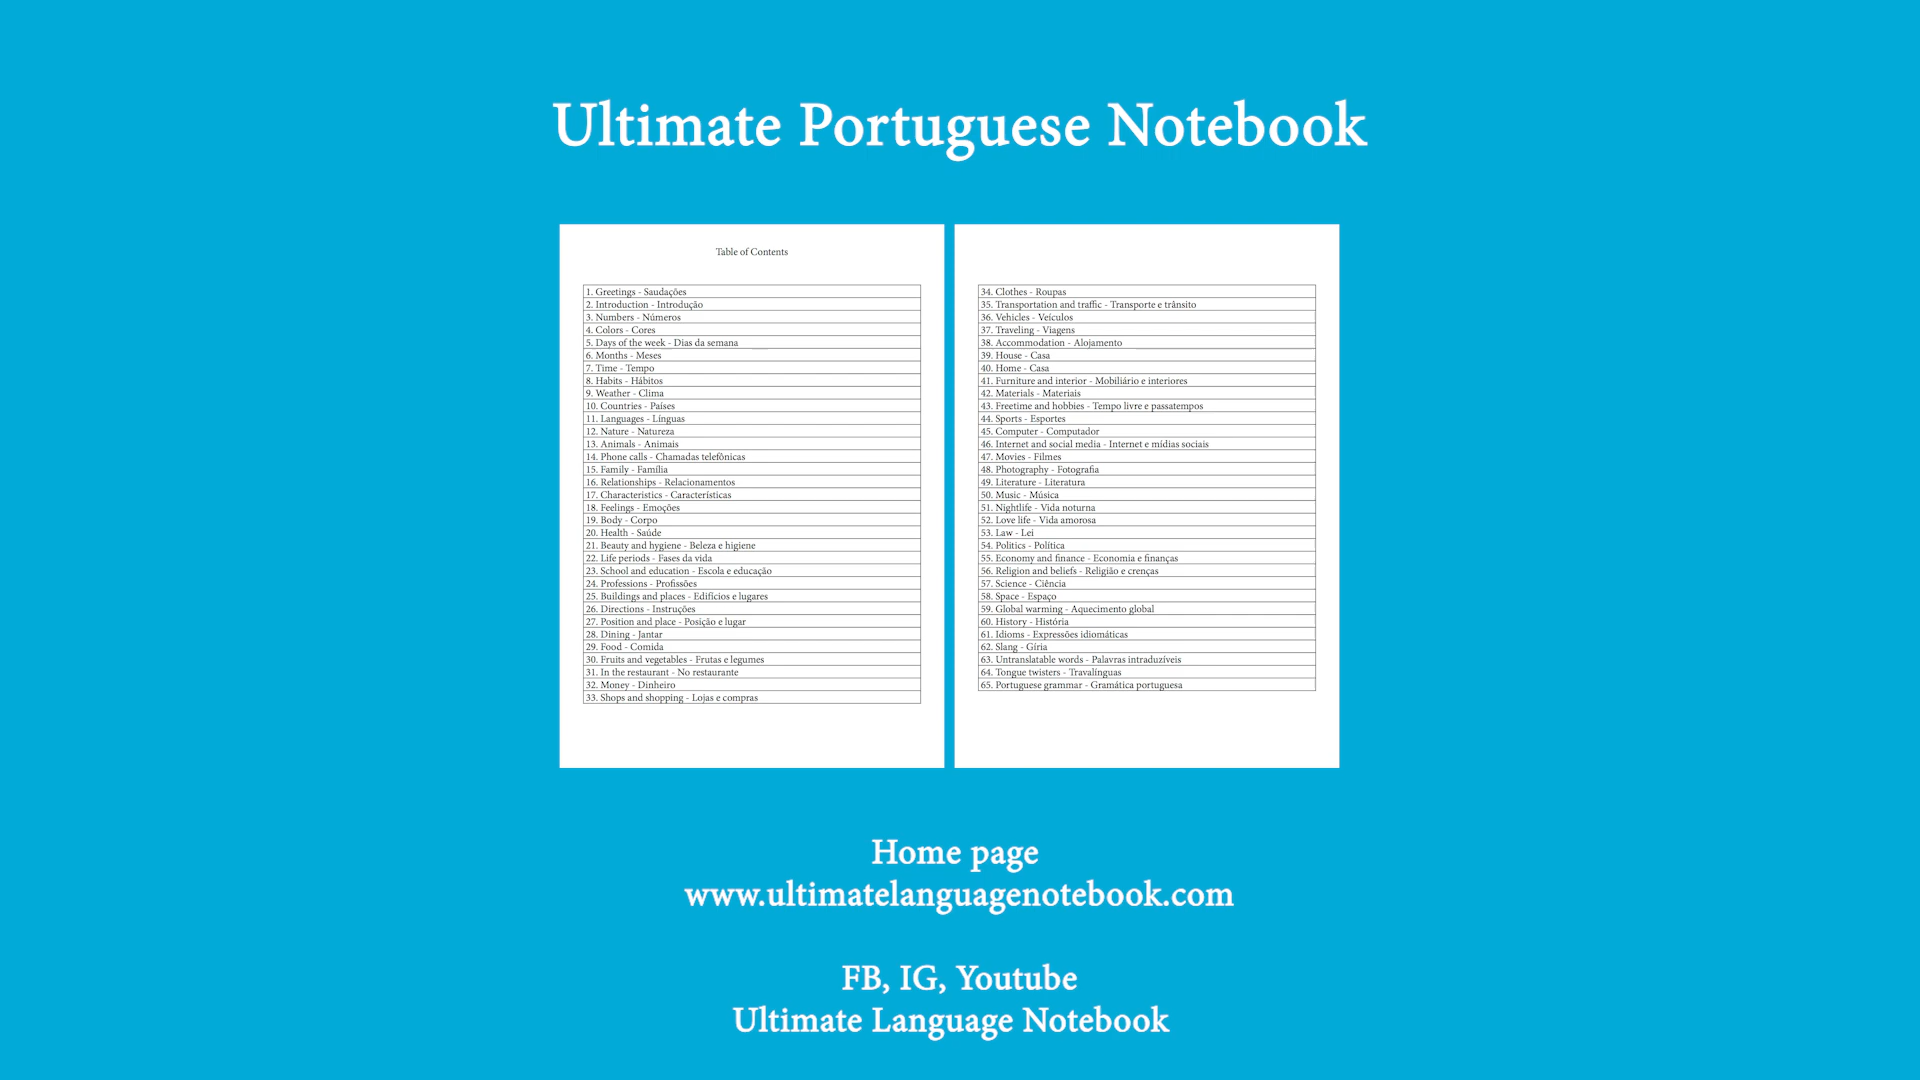 Ultimate Portuguese Notebook
Table of Contents
1. Greetings - Saudações
2. Introduction - Introdução
3. Numbers - Números
4. Colors - Cores
5. Days of the week - Dias da semana
6. Months - Meses
7. Time - Tempo
8. Habits - Hábitos
9. Weather - Clima
10. Countries - Países
11. Languages - Línguas
12. Nature - Natureza
13. Animals - Animais
14. Phone calls - Chamadas telefônicas
15. Family - Família
16. Relationships - Relacionamentos
17. Characteristics - Características
18. Feelings - Emoções
19. Body - Corpo
20. Health - Saúde
21. Beauty and hygiene - Beleza e higiene
22. Life periods - Fases da vida
23. School and education - Escola e educação
24. Professions - Profissões
25. Buildings and places - Edifícios e lugares
26. Directions - Instruções
27. Position and place - Posição e lugar
28. Dining - Jantar
29. Food - Comida
30. Fruits and vegetables - Frutas e legumes
31. In the restaurant - No restaurante
32. Money - Dinheiro
33. Shops and shopping - Lojas e compras
34. Clothes - Roupas
35. Transportation and traffic - Transporte e trânsito
36. Vehicles - Veículos
37. Traveling - Viagens
38. Accommodation - Alojamento
39. House - Casa
40. Home - Casa
41. Furniture and interior - Mobiliário e interiores
42. Materials - Materiais
43. Freetime and hobbies - Tempo livre e passatempos
44. Sports - Esportes
45. Computer - Computador
46. Internet and social media - Internet e mídias sociais
47. Movies - Filmes
48. Photography - Fotografia
49. Literature - Literatura
50. Music - Música
51. Nightlife - Vida noturna
52. Love life - Vida amorosa
53. Law - Lei
54. Politics - Política
55. Economy and finance - Economia e finanças
56. Religion and beliefs - Religião e crenças
57. Science - Ciência
58. Space - Espaço
59. Global warming - Aquecimento global
60. History - História
61. Idioms - Expressões idiomáticas
62. Slang - Gíria
63. Untranslatable words - Palavras intraduzíveis
64. Tongue twisters - Travalínguas
65. Portuguese grammar - Gramática portuguesa
Home page
www.ultimatelanguagenotebook.com
FB, IG, Youtube
Ultimate Language Notebook